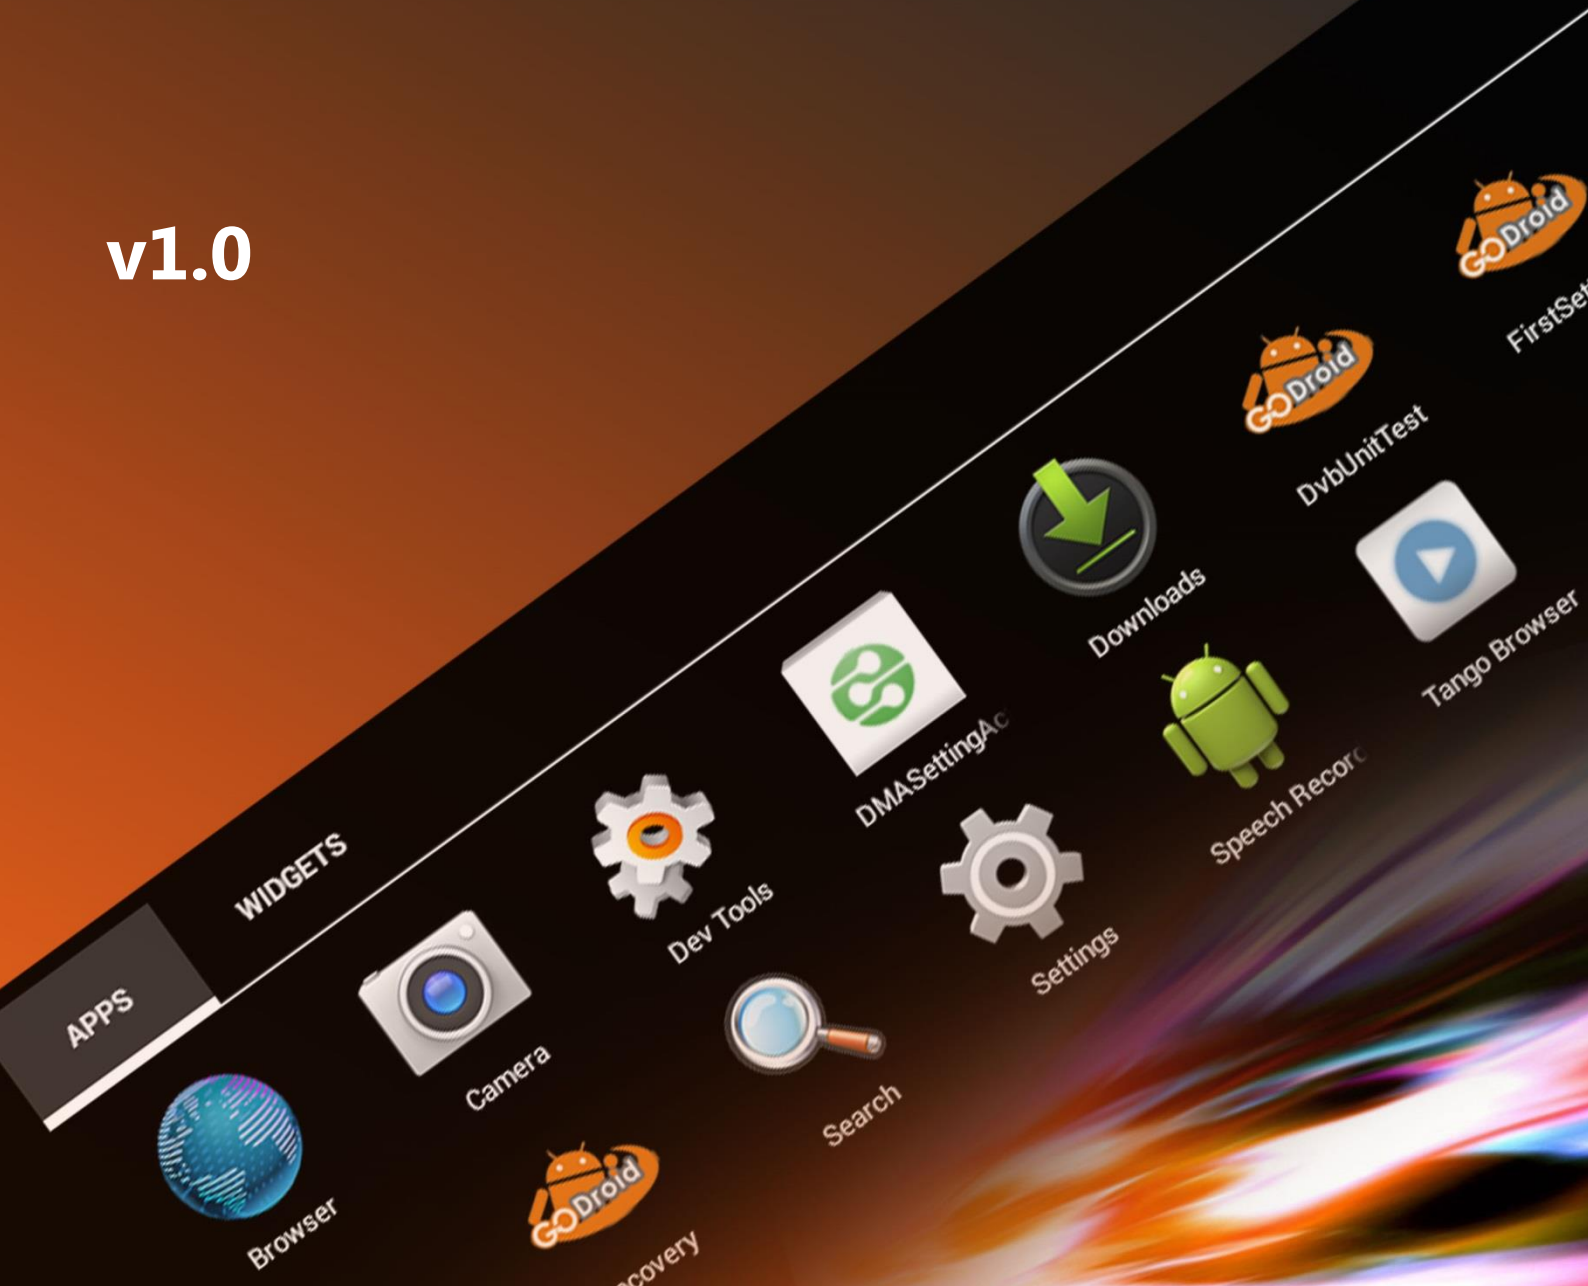 v1.0
APPS
WIDGETS
GODroid
FirstSet
GODroid
DvbUnitTest
Downloads
Tango Browser
DMASettingAc
Speech Recorc
Dev Tools
Settings
Camera
Search
Browser
GODroid
covery